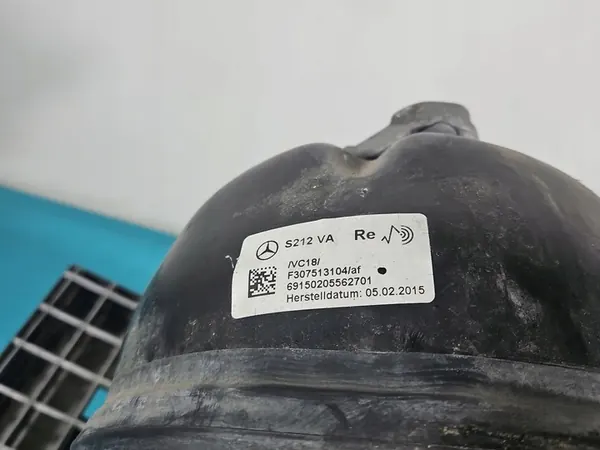 S212 VA Re
/VC18/
F307513104/af
69150205562701
Herstelldatum: 05.02.2015